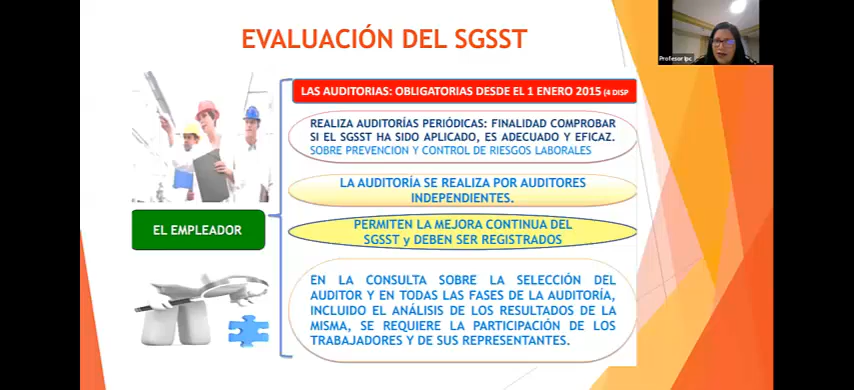 EVALUACIÓN DEL SGSST
Profesor Ipc
LAS AUDITORIAS: OBLIGATORIAS DESDE EL 1 ENERO 2015 (4 DISP
REALIZA AUDITORÍAS PERIÓDICAS: FINALIDAD COMPROBAR
SI EL SGSST HA SIDO APLICADO, ES ADECUADO Y EFICAZ.
SOBRE PREVENCION Y CONTROL DE RIESGOS LABORALES
LA AUDITORÍA SE REALIZA POR AUDITORES
INDEPENDIENTES.
EL EMPLEADOR
PERMITEN LA MEJORA CONTINUA DEL
SGSST y DEBEN SER REGISTRADOS
EN LA CONSULTA SOBRE LA SELECCIÓN DEL
AUDITOR Y EN TODAS LAS FASES DE LA AUDITORÍA,
INCLUIDO EL ANÁLISIS DE LOS RESULTADOS DE LA
MISMA, SE REQUIERE LA PARTICIPACIÓN DE LOS
TRABAJADORES Y DE SUS REPRESENTANTES.